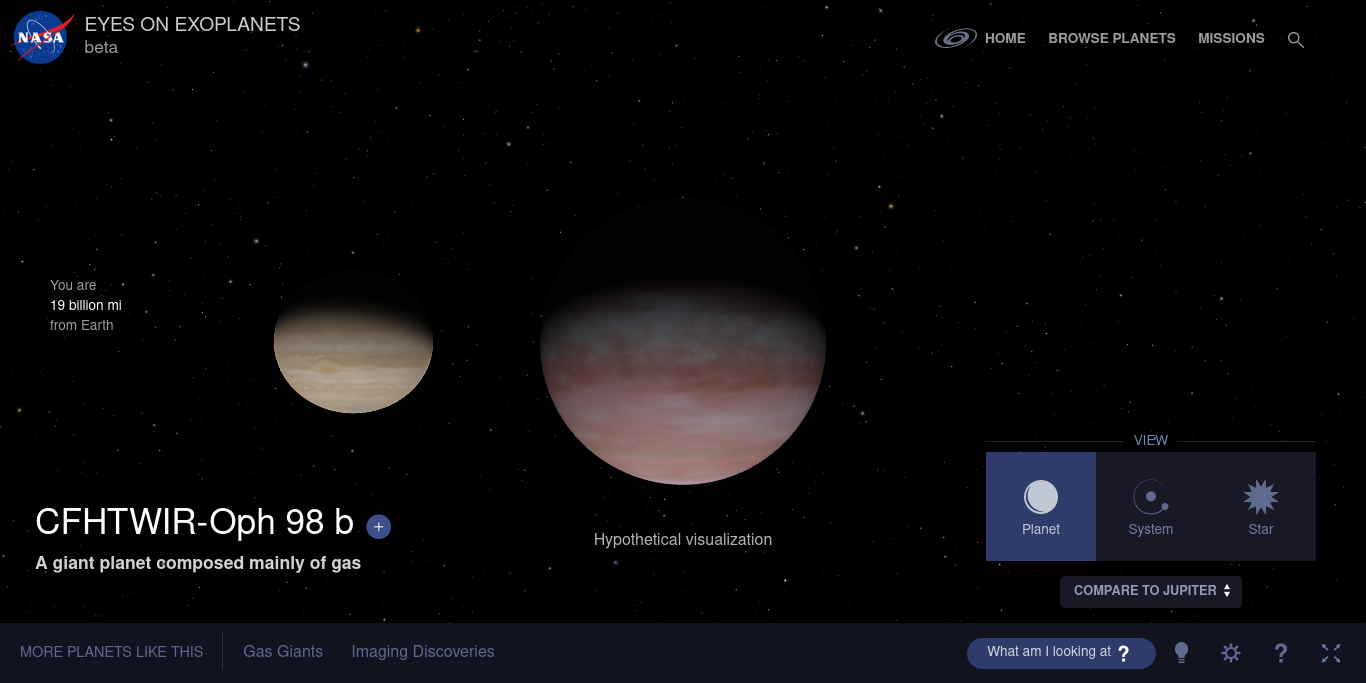 NASA
EYES ON EXOPLANETS
beta
HOME
BROWSE PLANETS
MISSIONS
You are
19 billion mi
from Earth
CFHTWIR-Oph 98 b +
A giant planet composed mainly of gas
Hypothetical visualization
VIEW
Planet
System
Star
COMPARE TO JUPITER
MORE PLANETS LIKE THIS
Gas Giants
Imaging Discoveries
What am I looking at ?
?